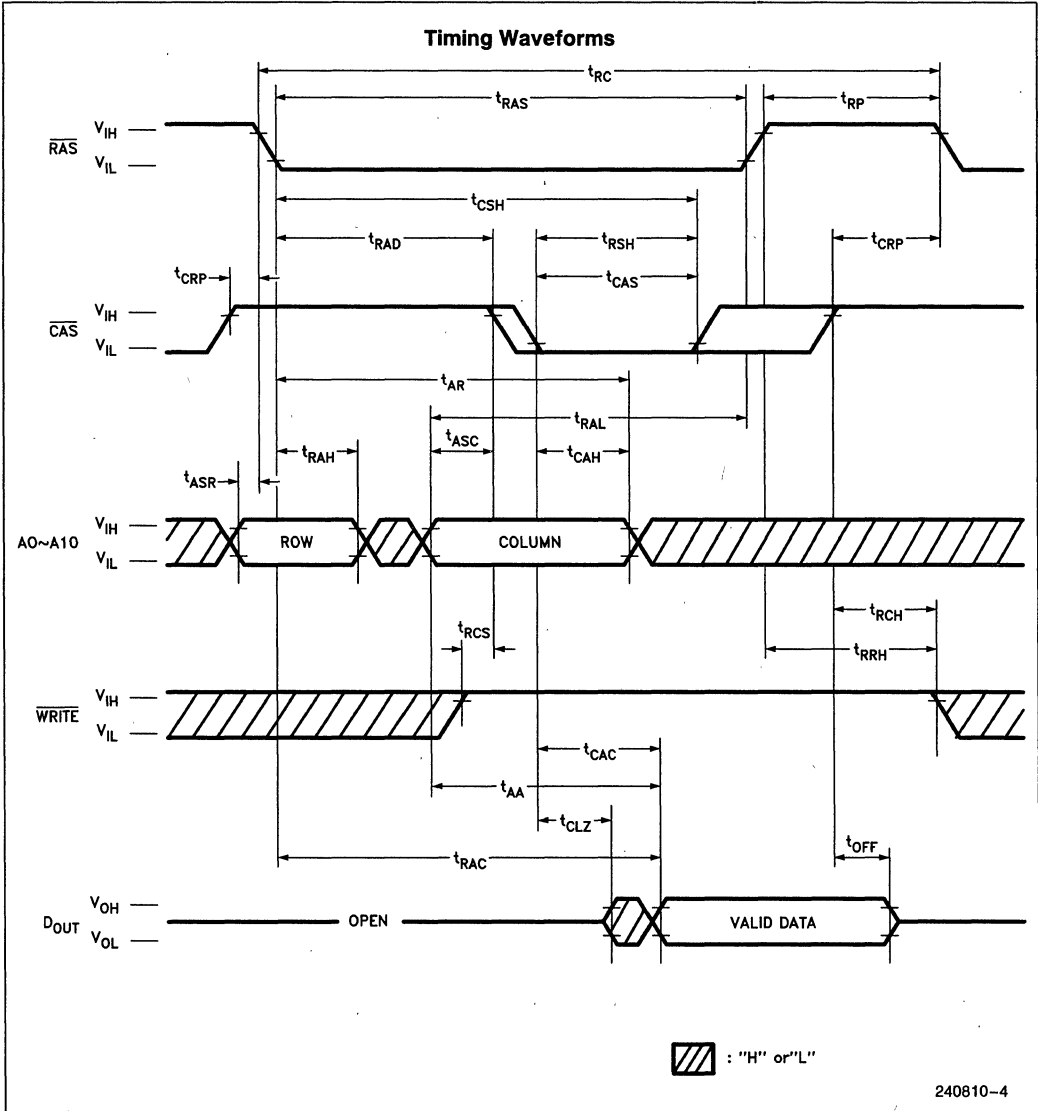 Timing Waveforms
tRC
tRAS
tRP
RAS
VIH
VIL
tCSH
tRAD
tRSH
tCRP
tCRP
tCAS
CAS
VIH
VIL
tAR
tRAL
tASC
tRAH
tCAH
tASR
A0~A10
VIH
VIL
ROW
COLUMN
tRCH
tRCS
tRRH
WRITE
VIH
VIL
tCAC
tAA
tCLZ
tOFF
tRAC
DOUT
VOH
VOL
OPEN
VALID DATA
: "H" or "L"
240810-4